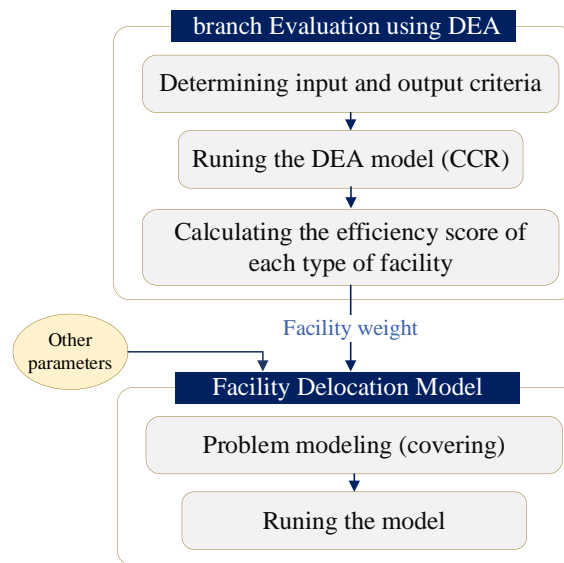 branch Evaluation using DEA
Determining input and output criteria
Runing the DEA model (CCR)
Calculating the efficiency score of
each type of facility
Facility weight
Other
parameters
Facility Delocation Model
Problem modeling (covering)
Runing the model